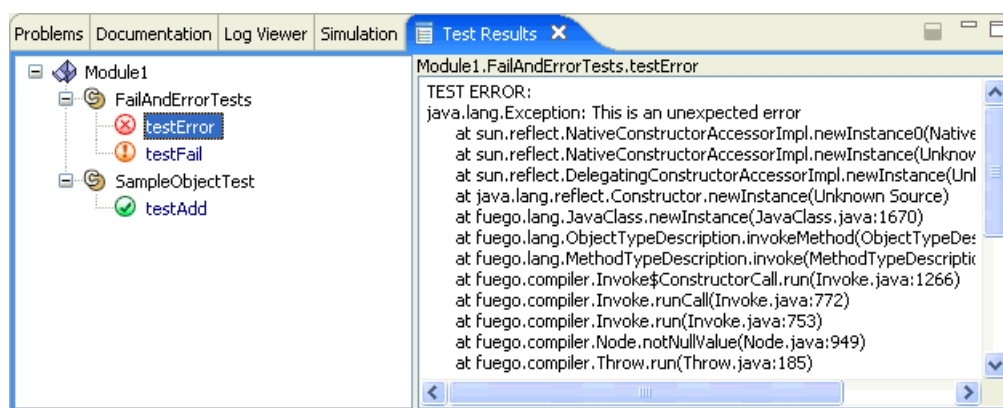 Problems Documentation Log Viewer Simulation Test Results
Module1
FailAndErrorTests
testError
testFail
SampleObjectTest
testAdd
Module1.FailAndErrorTests.testError
TEST ERROR:
java.lang.Exception: This is an unexpected error
at sun.reflect.NativeConstructorAccessorImpl.newInstance0(Native
at sun.reflect.NativeConstructorAccessorImpl.newInstance(Unknov
at sun.reflect.DelegatingConstructorAccessorImpl.newInstance(Unl
at java.lang.reflect.Constructor.newInstance(Unknown Source)
at fuego.lang.JavaClass.newInstance(JavaClass.java:1670)
at fuego.lang.ObjectTypeDescription.invokeMethod(ObjectTypeDes
at fuego.lang.MethodTypeDescription.invoke(MethodTypeDescriptic
at fuego.compiler.Invoke$ConstructorCall.run(Invoke.java:1266)
at fuego.compiler.Invoke.runCall(Invoke.java:772)
at fuego.compiler.Invoke.run(Invoke.java:753)
at fuego.compiler.Node.notNullValue(Node.java:949)
at fuego.compiler.Throw.run(Throw.java:185)